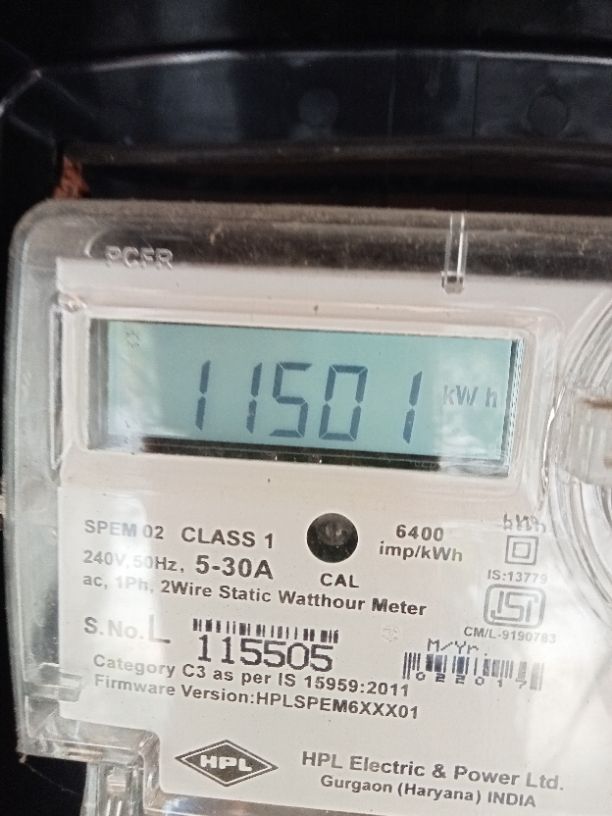 PCFR
11501 kWh
SPEM 02 CLASS 1
6400
imp/kWh
240V,50Hz, 5-30A
CAL
ac, 1Ph, 2Wire Static Watthour Meter
IS:13779
ISI
CM/L-9190783
S.No. L 115505
M/Yr.
022017
Category C3 as per IS 15959:2011
Firmware Version:HPLSPEM6XXX01
HPL
HPL Electric & Power Ltd.
Gurgaon (Haryana) INDIA